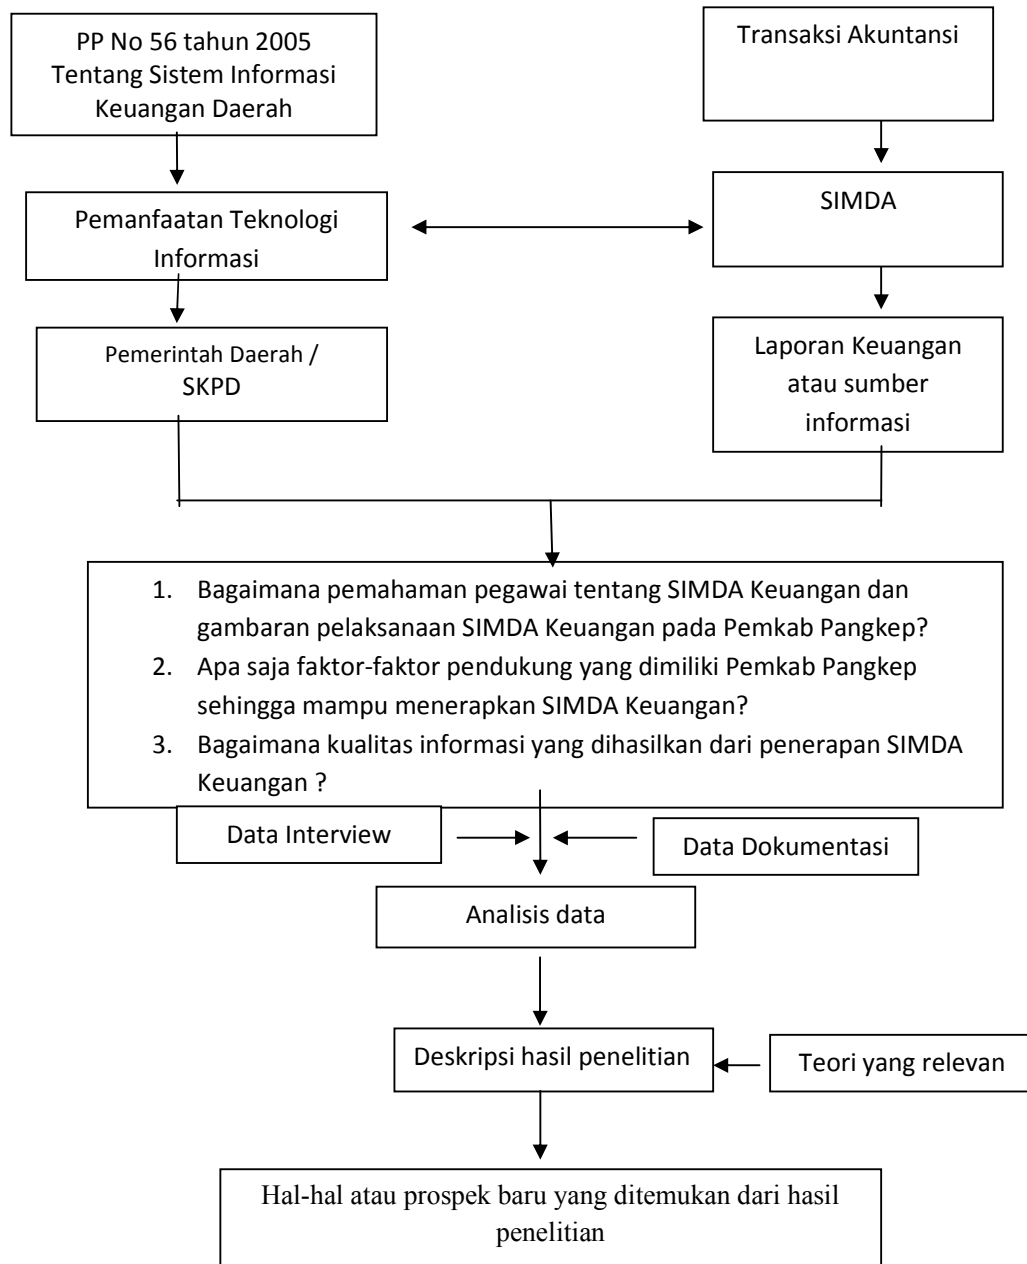 PP No 56 tahun 2005
Tentang Sistem Informasi
Keuangan Daerah
Transaksi Akuntansi
Pemanfaatan Teknologi
Informasi
SIMDA
Pemerintah Daerah /
SKPD
Laporan Keuangan
atau sumber
informasi
1. Bagaimana pemahaman pegawai tentang SIMDA Keuangan dan
gambaran pelaksanaan SIMDA Keuangan pada Pemkab Pangkep?
2. Apa saja faktor-faktor pendukung yang dimiliki Pemkab Pangkep
sehingga mampu menerapkan SIMDA Keuangan?
3. Bagaimana kualitas informasi yang dihasilkan dari penerapan SIMDA
Keuangan ?
Data Interview
Data Dokumentasi
Analisis data
Deskripsi hasil penelitian
Teori yang relevan
Hal-hal atau prospek baru yang ditemukan dari hasil
penelitian